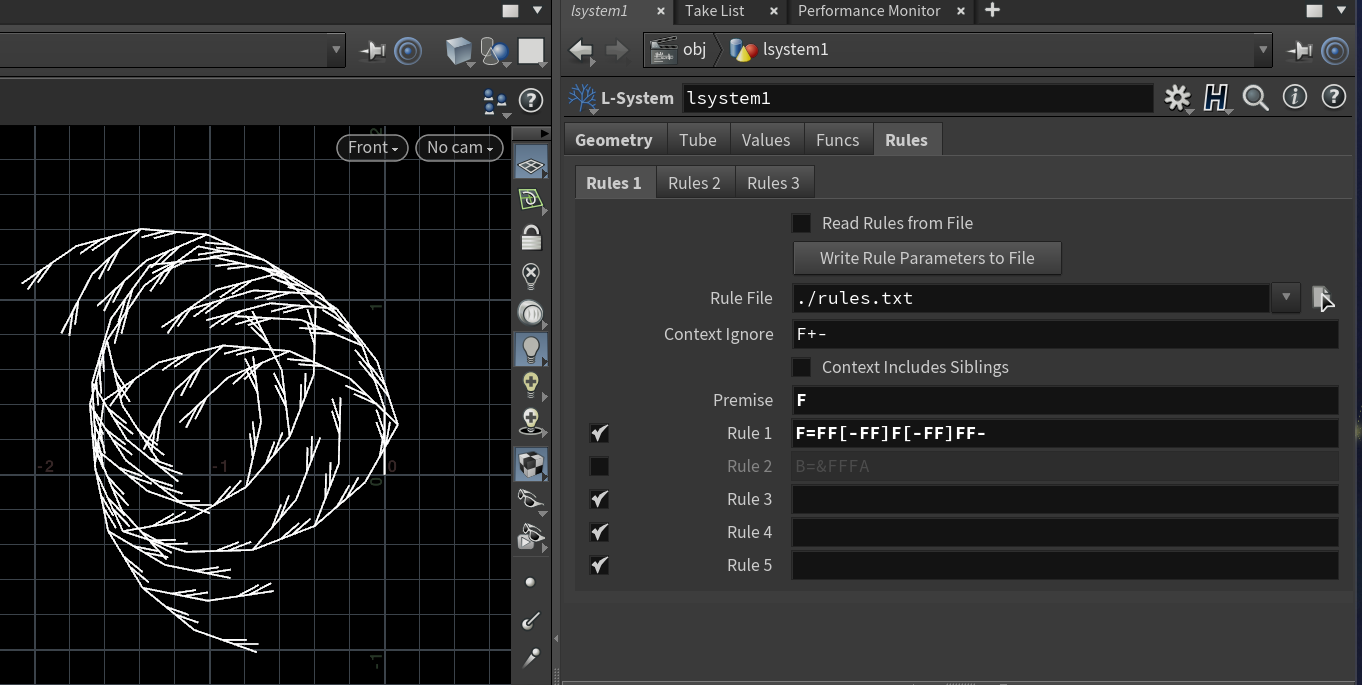 lsystem1 × Take List × Performance Monitor × +
obj lsystem1
L-System lsystem1
Geometry Tube Values Funcs Rules
Front No cam
Rules 1 Rules 2 Rules 3
Read Rules from File
Write Rule Parameters to File
Rule File ./rules.txt
Context Ignore F+-
Context Includes Siblings
Premise F
Rule 1 F=FF[-FF]F[-FF]FF-
Rule 2 B=&FFFA
Rule 3
Rule 4
Rule 5
2
1
-2 -1 0
0
-1